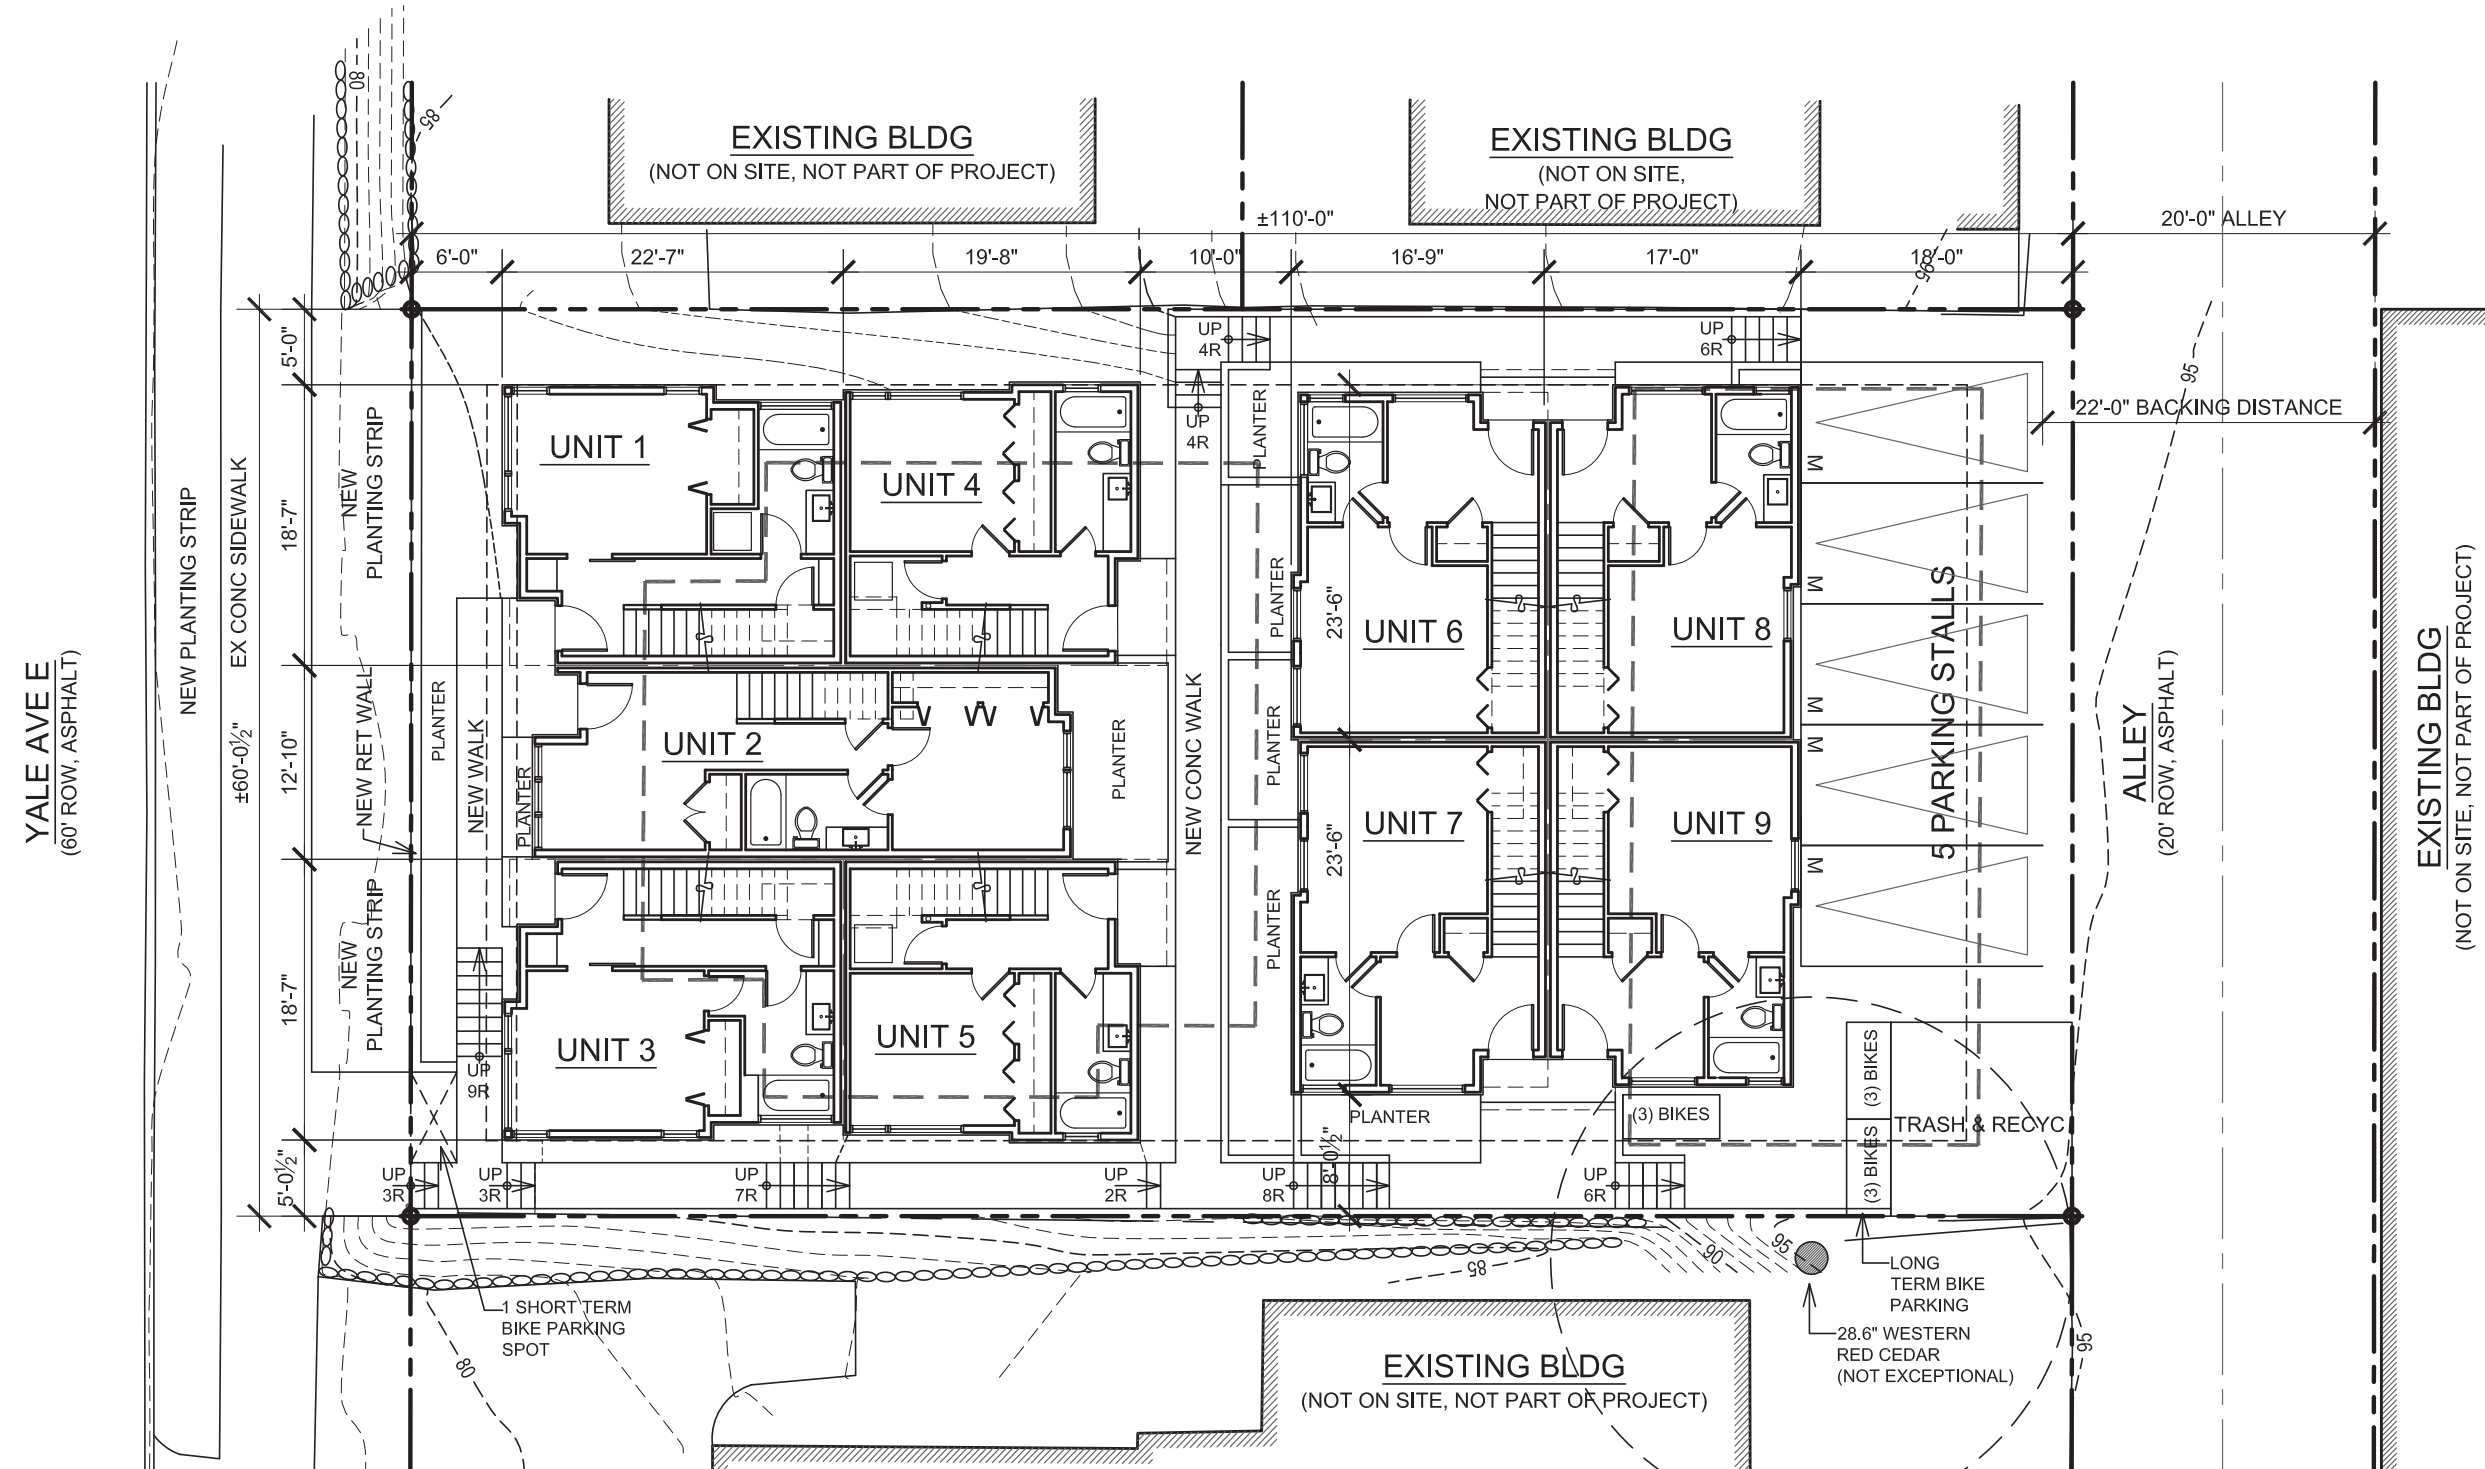 80
85
EXISTING BLDG
(NOT ON SITE, NOT PART OF PROJECT)
EXISTING BLDG
(NOT ON SITE,
NOT PART OF PROJECT)
±110'-0"
20'-0" ALLEY
6'-0"
22'-7"
19'-8"
10'-0"
16'-9"
17'-0"
18'-0"
95
YALE AVE E
(60' ROW, ASPHALT)
NEW PLANTING STRIP
EX CONC SIDEWALK
±60'-0½"
5'-0"
18'-7"
12'-10"
18'-7"
5'-0½"
NEW
PLANTING STRIP
NEW RET WALL
NEW
PLANTING STRIP
PLANTER
NEW WALK
PLANTER
UNIT 1
UNIT 4
UNIT 2
UNIT 3
UNIT 5
PLANTER
NEW CONC WALK
UP
4R
UP
4R
UP
6R
PLANTER
PLANTER
PLANTER
PLANTER
23'-6"
23'-6"
UNIT 6
UNIT 8
UNIT 7
UNIT 9
M
M
M
M
M
5 PARKING STALLS
22'-0" BACKING DISTANCE
95
ALLEY
(20' ROW, ASPHALT)
EXISTING BLDG
(NOT ON SITE, NOT PART OF PROJECT)
UP
9R
UP
3R
UP
3R
UP
7R
UP
2R
UP
8R
8'-0½"
UP
6R
PLANTER
(3) BIKES
(3) BIKES
(3) BIKES
TRASH & RECYC
1 SHORT TERM
BIKE PARKING
SPOT
80
85
90
95
LONG
TERM BIKE
PARKING
28.6" WESTERN
RED CEDAR
(NOT EXCEPTIONAL)
95
EXISTING BLDG
(NOT ON SITE, NOT PART OF PROJECT)